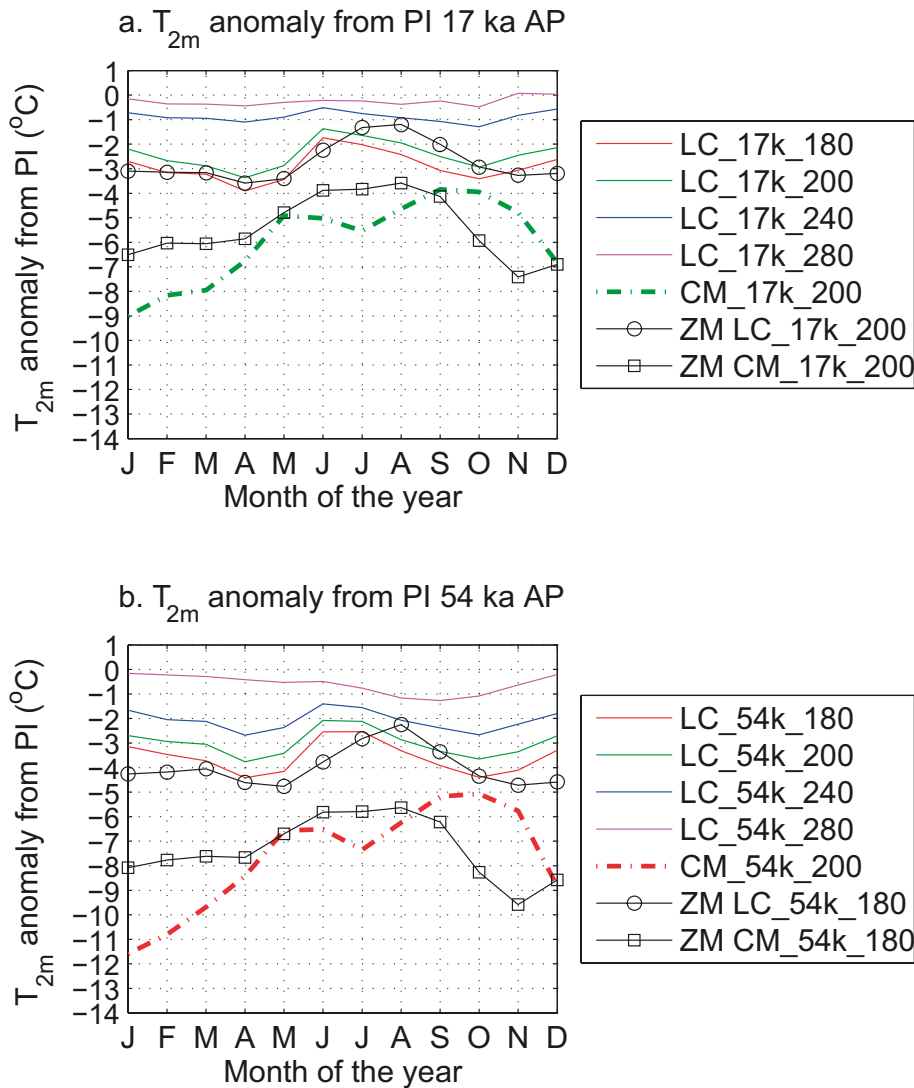 a. T2m anomaly from PI 17 ka AP
T2m anomaly from PI (oC)
1
0
−1
−2
−3
−4
−5
−6
−7
−8
−9
−10
−11
−12
−13
−14
J F M A M J J A S O N D
Month of the year
LC_17k_180
LC_17k_200
LC_17k_240
LC_17k_280
CM_17k_200
ZM LC_17k_200
ZM CM_17k_200
b. T2m anomaly from PI 54 ka AP
T2m anomaly from PI (oC)
1
0
−1
−2
−3
−4
−5
−6
−7
−8
−9
−10
−11
−12
−13
−14
J F M A M J J A S O N D
Month of the year
LC_54k_180
LC_54k_200
LC_54k_240
LC_54k_280
CM_54k_200
ZM LC_54k_180
ZM CM_54k_180